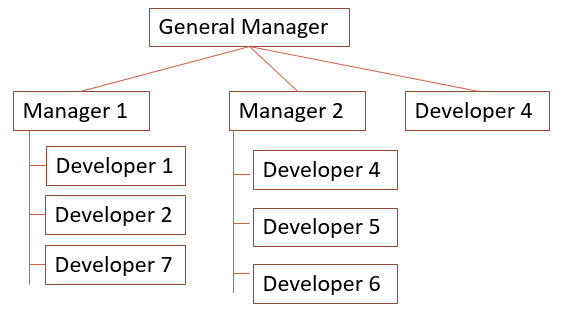 General Manager
Manager 1
Manager 2
Developer 4
Developer 1
Developer 2
Developer 7
Developer 4
Developer 5
Developer 6